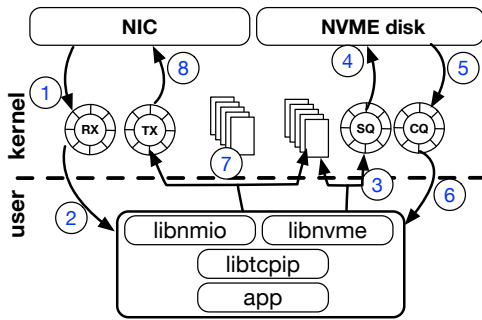 NIC
NVME disk
1
8
4
5
RX
TX
SQ
CQ
kernel
7
3
user
2
6
libnmio
libnvme
libtcpip
app